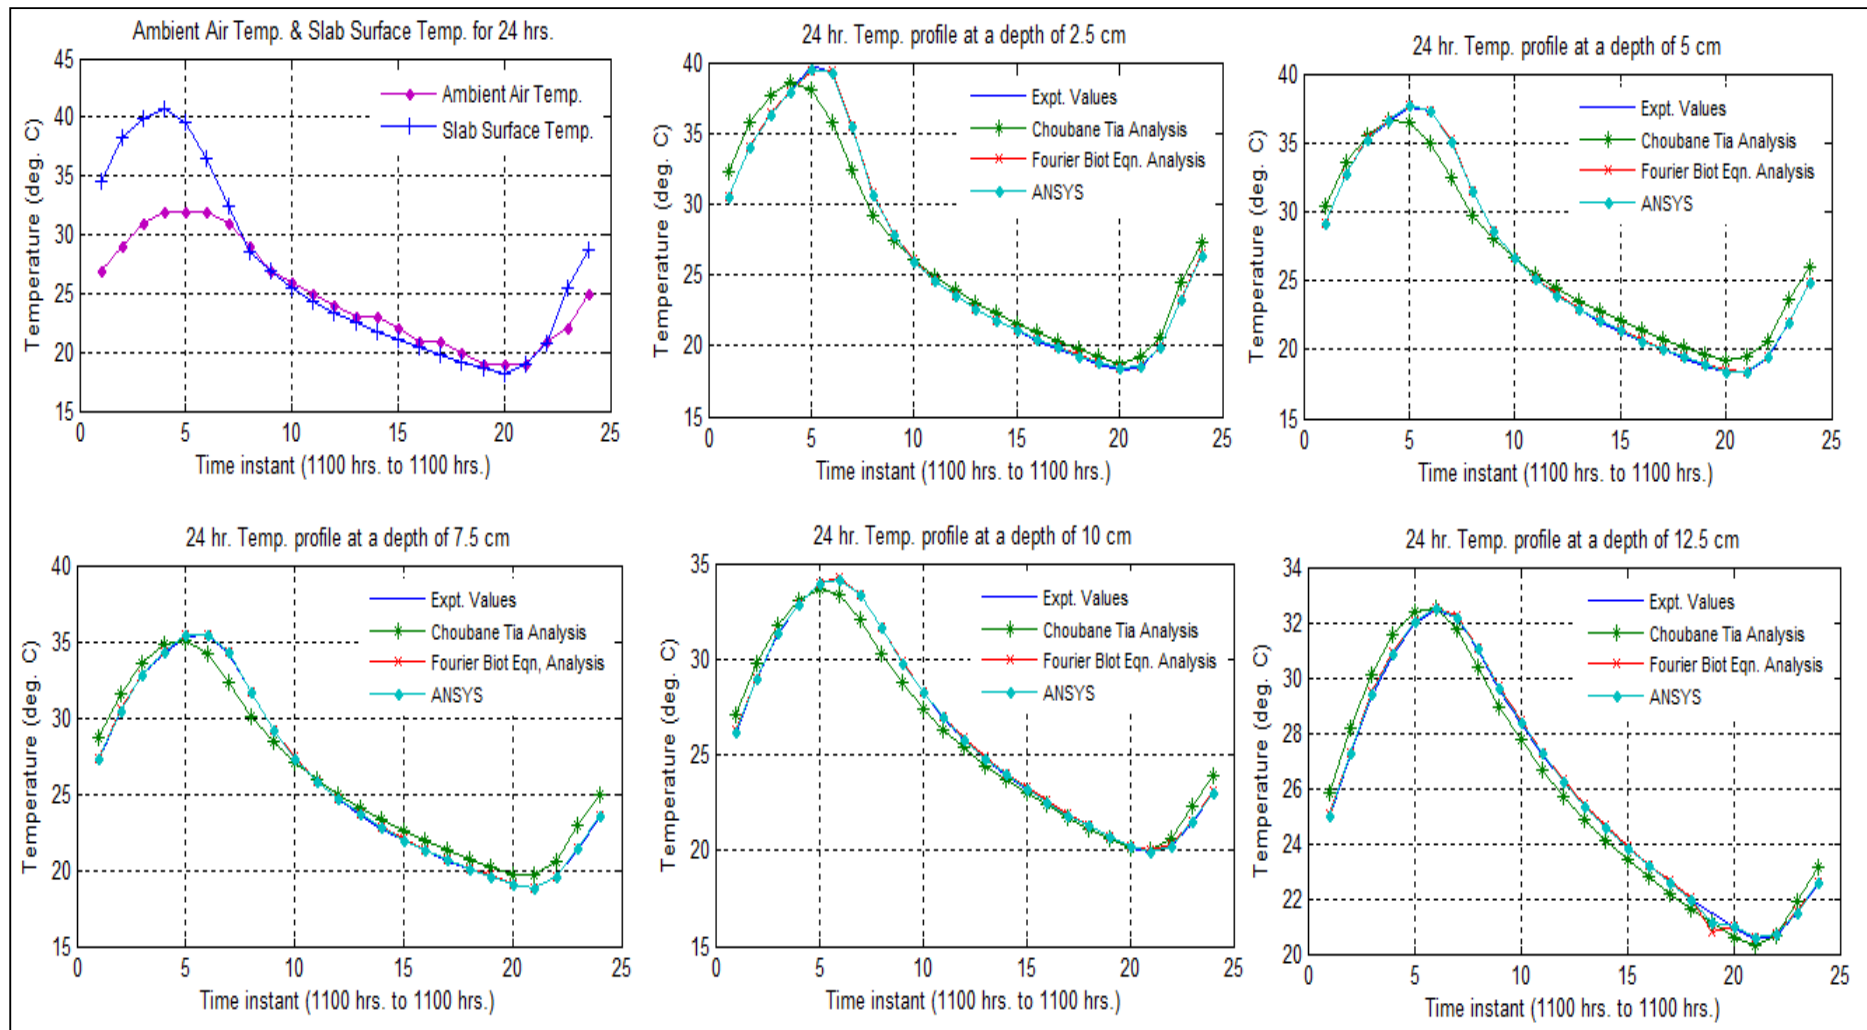 Ambient Air Temp. & Slab Surface Temp. for 24 hrs.
45
40
35
30
25
20
15
Temperature (deg. C)
Ambient Air Temp.
Slab Surface Temp.
0 5 10 15 20 25
Time instant (1100 hrs. to 1100 hrs.)
24 hr. Temp. profile at a depth of 2.5 cm
40
35
30
25
20
15
Temperature (deg. C)
Expt. Values
Choubane Tia Analysis
Fourier Biot Eqn. Analysis
ANSYS
0 5 10 15 20 25
Time instant (1100 hrs. to 1100 hrs.)
24 hr. Temp. profile at a depth of 5 cm
40
35
30
25
20
15
Temperature (deg. C)
Expt. Values
Choubane Tia Analysis
Fourier Biot Eqn. Analysis
ANSYS
0 5 10 15 20 25
Time instant (1100 hrs. to 1100 hrs.)
24 hr. Temp. profile at a depth of 7.5 cm
40
35
30
25
20
15
Temperature (deg. C)
Expt. Values
Choubane Tia Analysis
Fourier Biot Eqn, Analysis
ANSYS
0 5 10 15 20 25
Time instant (1100 hrs. to 1100 hrs.)
24 hr. Temp. profile at a depth of 10 cm
35
30
25
20
15
Temperature (deg. C)
Expt. Values
Choubane Tia Analysis
Fourier Biot Eqn. Analysis
ANSYS
0 5 10 15 20 25
Time instant (1100 hrs. to 1100 hrs.)
24 hr. Temp. profile at a depth of 12.5 cm
34
32
30
28
26
24
22
20
Temperature (deg. C)
Expt. Values
Choubane Tia Analysis
Fourier Biot Eqn. Analysis
ANSYS
0 5 10 15 20 25
Time instant (1100 hrs. to 1100 hrs.)